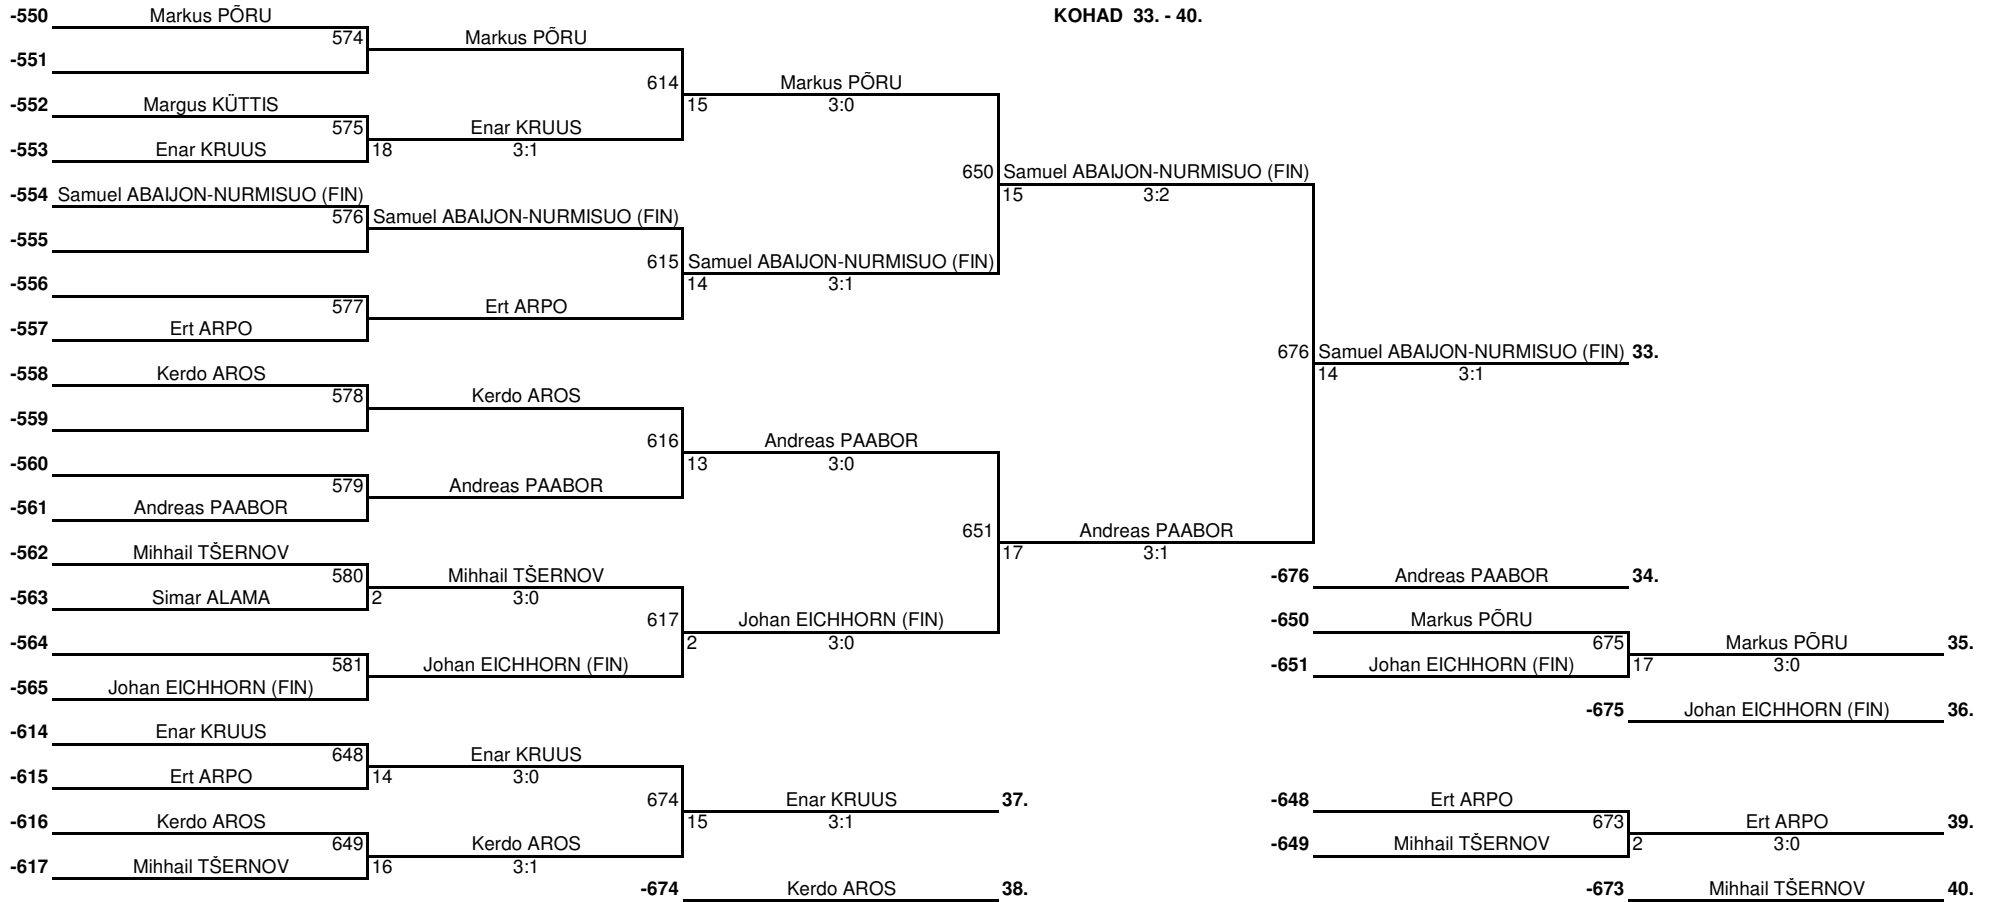 -550 Markus PÕRU KOHAD 33. - 40.
574 Markus PÕRU
-551
614 Markus PÕRU
-552 Margus KÜTTIS 15 3:0
575 Enar KRUUS
-553 Enar KRUUS 18 3:1
650 Samuel ABAIJON-NURMISUO (FIN)
-554 Samuel ABAIJON-NURMISUO (FIN) 15 3:2
576 Samuel ABAIJON-NURMISUO (FIN)
-555
615 Samuel ABAIJON-NURMISUO (FIN)
-556 14 3:1
577 Ert ARPO
-557 Ert ARPO
676 Samuel ABAIJON-NURMISUO (FIN) 33.
-558 Kerdo AROS 14 3:1
578 Kerdo AROS
-559
616 Andreas PAABOR
-560 13 3:0
579 Andreas PAABOR
-561 Andreas PAABOR
651 Andreas PAABOR
-562 Mihhail TŠERNOV 17 3:1
580 Mihhail TŠERNOV -676 Andreas PAABOR 34.
-563 Simar ALAMA 2 3:0
617 Johan EICHHORN (FIN) -650 Markus PÕRU
-564 2 3:0 675 Markus PÕRU 35.
581 Johan EICHHORN (FIN) -651 Johan EICHHORN (FIN) 17 3:0
-565 Johan EICHHORN (FIN)
-675 Johan EICHHORN (FIN) 36.
-614 Enar KRUUS
648 Enar KRUUS
-615 Ert ARPO 14 3:0
674 Enar KRUUS 37. -648 Ert ARPO
-616 Kerdo AROS 15 3:1 673 Ert ARPO 39.
649 Kerdo AROS -649 Mihhail TŠERNOV 2 3:0
-617 Mihhail TŠERNOV 16 3:1
-674 Kerdo AROS 38. -673 Mihhail TŠERNOV 40.